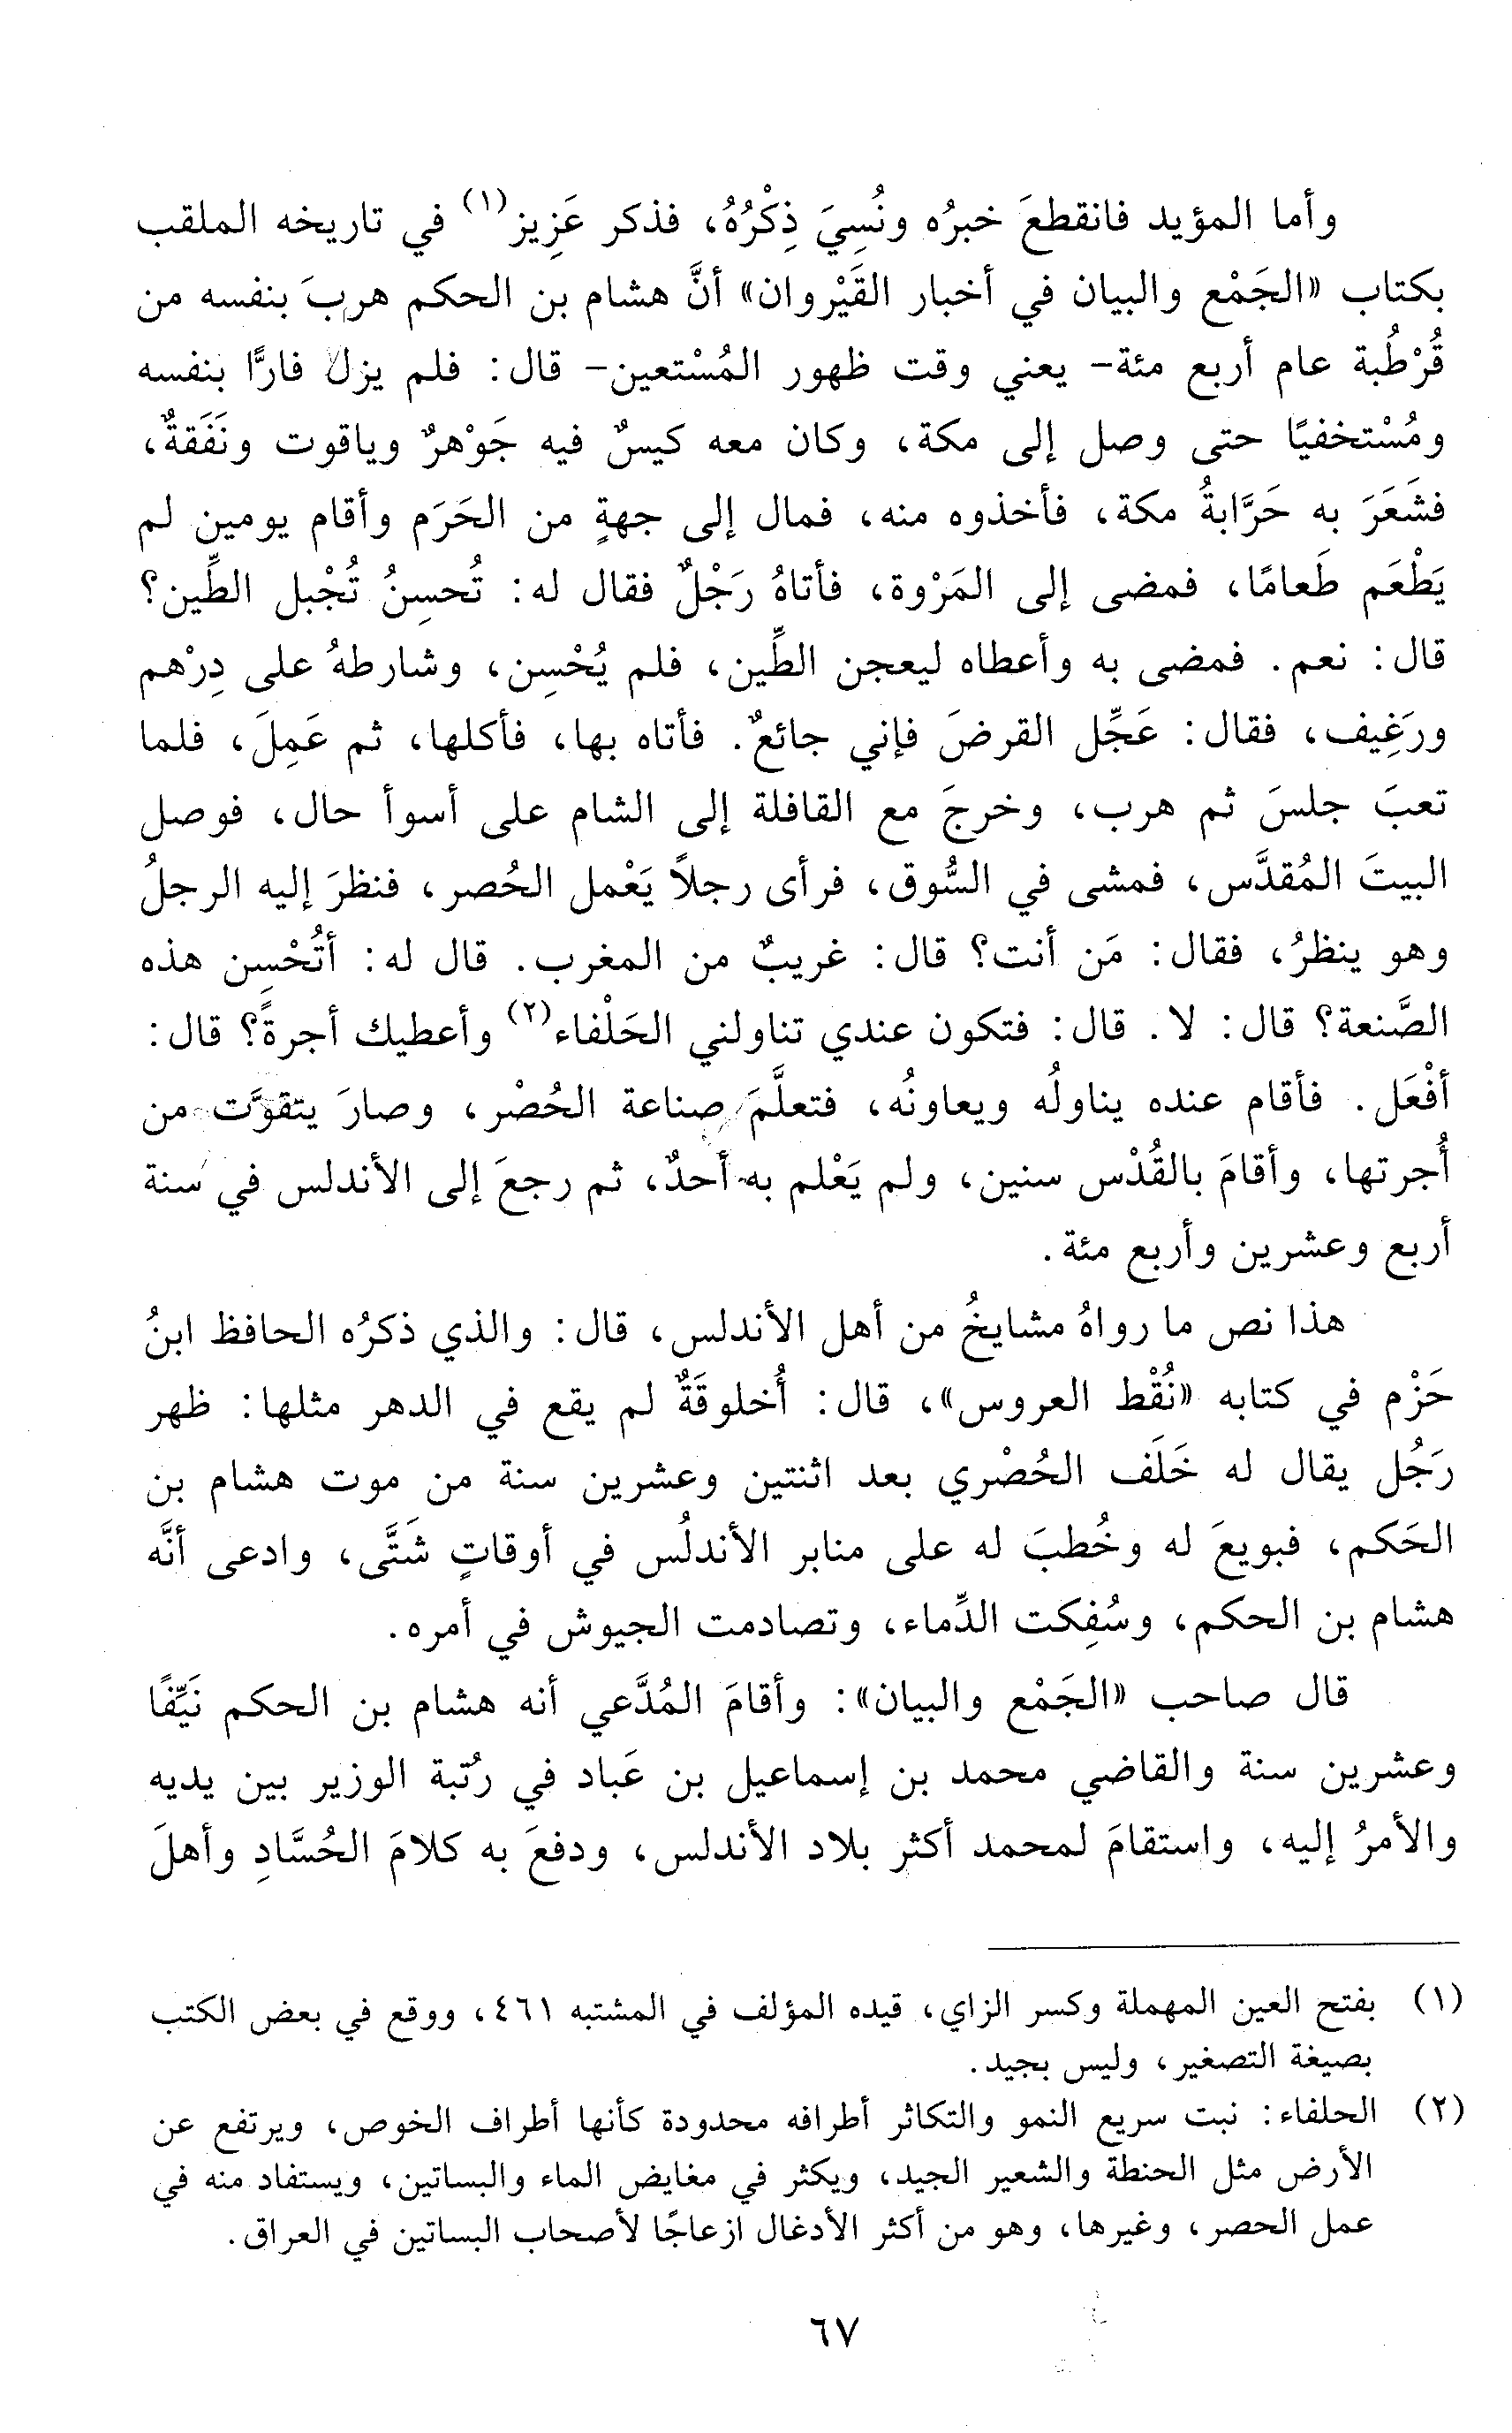 وأما المؤيد فانقطعَ خبرُه ونُسِيَ ذِكْرُهُ، فذكر عَزِيز(١) في تاريخه الملقب
بكتاب «الجَمْع والبيان في أخبار القَيْروان» أنَّ هشام بن الحكم هربَ بنفسه من
قُرْطُبة عام أربع مئة- يعني وقت ظهور المُسْتعين- قال: فلم يزل فارًّا بنفسه
ومُسْتخفيًا حتى وصل إلى مكة، وكان معه كيسٌ فيه جَوْهرٌ وياقوت ونَفَقةٌ،
فشَعَرَ به حَرَّابةُ مكة، فأخذوه منه، فمال إلى جهةٍ من الحَرَم وأقام يومين لم
يَطْعَم طَعامًا، فمضى إلى المَرْوة، فأتاهُ رَجْلٌ فقال له: تُحسِنُ تُجْبل الطِّين؟
قال: نعم. فمضى به وأعطاه ليعجن الطِّين، فلم يُحْسِن، وشارطهُ على دِرْهم
ورَغِيف، فقال: عَجِّل القرضَ فإني جائعٌ. فأتاه بها، فأكلها، ثم عَمِلَ، فلما
تعبَ جلسَ ثم هرب، وخرجَ مع القافلة إلى الشام على أسوأ حال، فوصل
البيتَ المُقدَّس، فمشى في السُّوق، فرأى رجلاً يَعْمل الحُصر، فنظرَ إليه الرجلُ
وهو ينظرُ، فقال: مَن أنت؟ قال: غريبٌ من المغرب. قال له: أتُحْسِن هذه
الصَّنعة؟ قال: لا. قال: فتكون عندي تناولني الحَلْفاء(٢) وأعطيك أجرةً؟ قال:
أفْعَل. فأقام عنده يناولُه ويعاونُه، فتعلَّمَ صناعة الحُصْر، وصارَ يتقوَّت من
أُجرتها، وأقامَ بالقُدْس سنين، ولم يَعْلم به أحدٌ، ثم رجعَ إلى الأندلس في سنة
أربع وعشرين وأربع مئة.
هذا نص ما رواهُ مشايخُ من أهل الأندلس، قال: والذي ذكرُه الحافظ ابنُ
حَزْم في كتابه «نُقْط العروس»، قال: أُخلوقَةٌ لم يقع في الدهر مثلها: ظهر
رَجُل يقال له خَلَف الحُصْري بعد اثنتين وعشرين سنة من موت هشام بن
الحَكم، فبويعَ له وخُطبَ له على منابر الأندلُس في أوقاتٍ شَتَّى، وادعى أنَّه
هشام بن الحكم، وسُفِكت الدِّماء، وتصادمت الجيوش في أمره.
قال صاحب «الجَمْع والبيان»: وأقامَ المُدَّعي أنه هشام بن الحكم نَيِّفًا
وعشرين سنة والقاضي محمد بن إسماعيل بن عَباد في رُتبة الوزير بين يديه
والأمرُ إليه، واستقامَ لمحمد أكثر بلاد الأندلس، ودفعَ به كلامَ الحُسَّادِ وأهلَ
(١) بفتح العين المهملة وكسر الزاي، قيده المؤلف في المشتبه ٤٦١، ووقع في بعض الكتب
بصيغة التصغير، وليس بجيد.
(٢) الحلفاء: نبت سريع النمو والتكاثر أطرافه محدودة كأنها أطراف الخوص، ويرتفع عن
الأرض مثل الحنطة والشعير الجيد، ويكثر في مغايض الماء والبساتين، ويستفاد منه في
عمل الحصر، وغيرها، وهو من أكثر الأدغال ازعاجًا لأصحاب البساتين في العراق.
٦٧